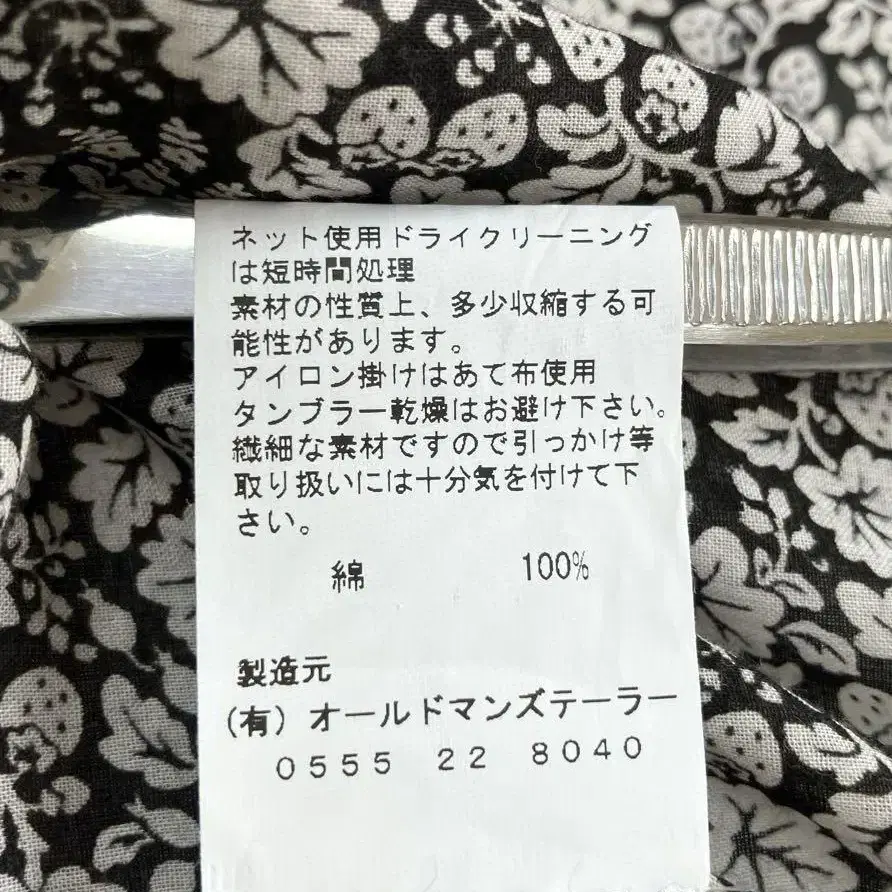 ネット使用ドライクリーニング
は短時間処理
素材の性質上、多少収縮する可
能性があります。
アイロン掛けはあて布使用
タンブラー乾燥はお避け下さい。
繊細な素材ですので引っかけ等
取り扱いには十分気を付けて下
さい。
綿 100%
製造元
(有) オールドマンズテーラー
0555 22 8040